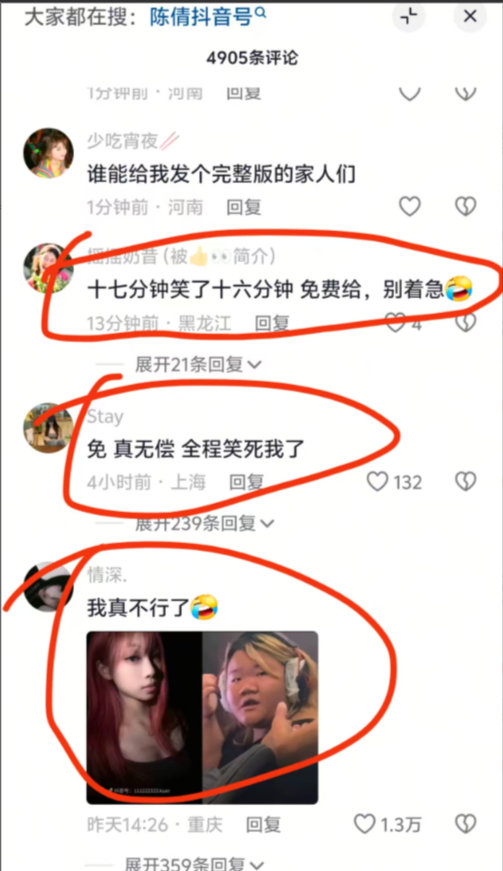 大家都在搜：陈倩抖音号
4905条评论
1分钟前·河南 回复
少吃宵夜🥢
谁能给我发个完整版的家人们
1分钟前·河南 回复
摇摇奶昔 (被👍👀简介)
十七分钟笑了十六分钟 免费给，别着急🤣
13分钟前·黑龙江 回复 4
展开21条回复
Stay
免 真无偿 全程笑死我了
4小时前·上海 回复 132
展开239条回复
情深.
我真不行了🤣
昨天14:26·重庆 回复 1.3万
展开359条回复